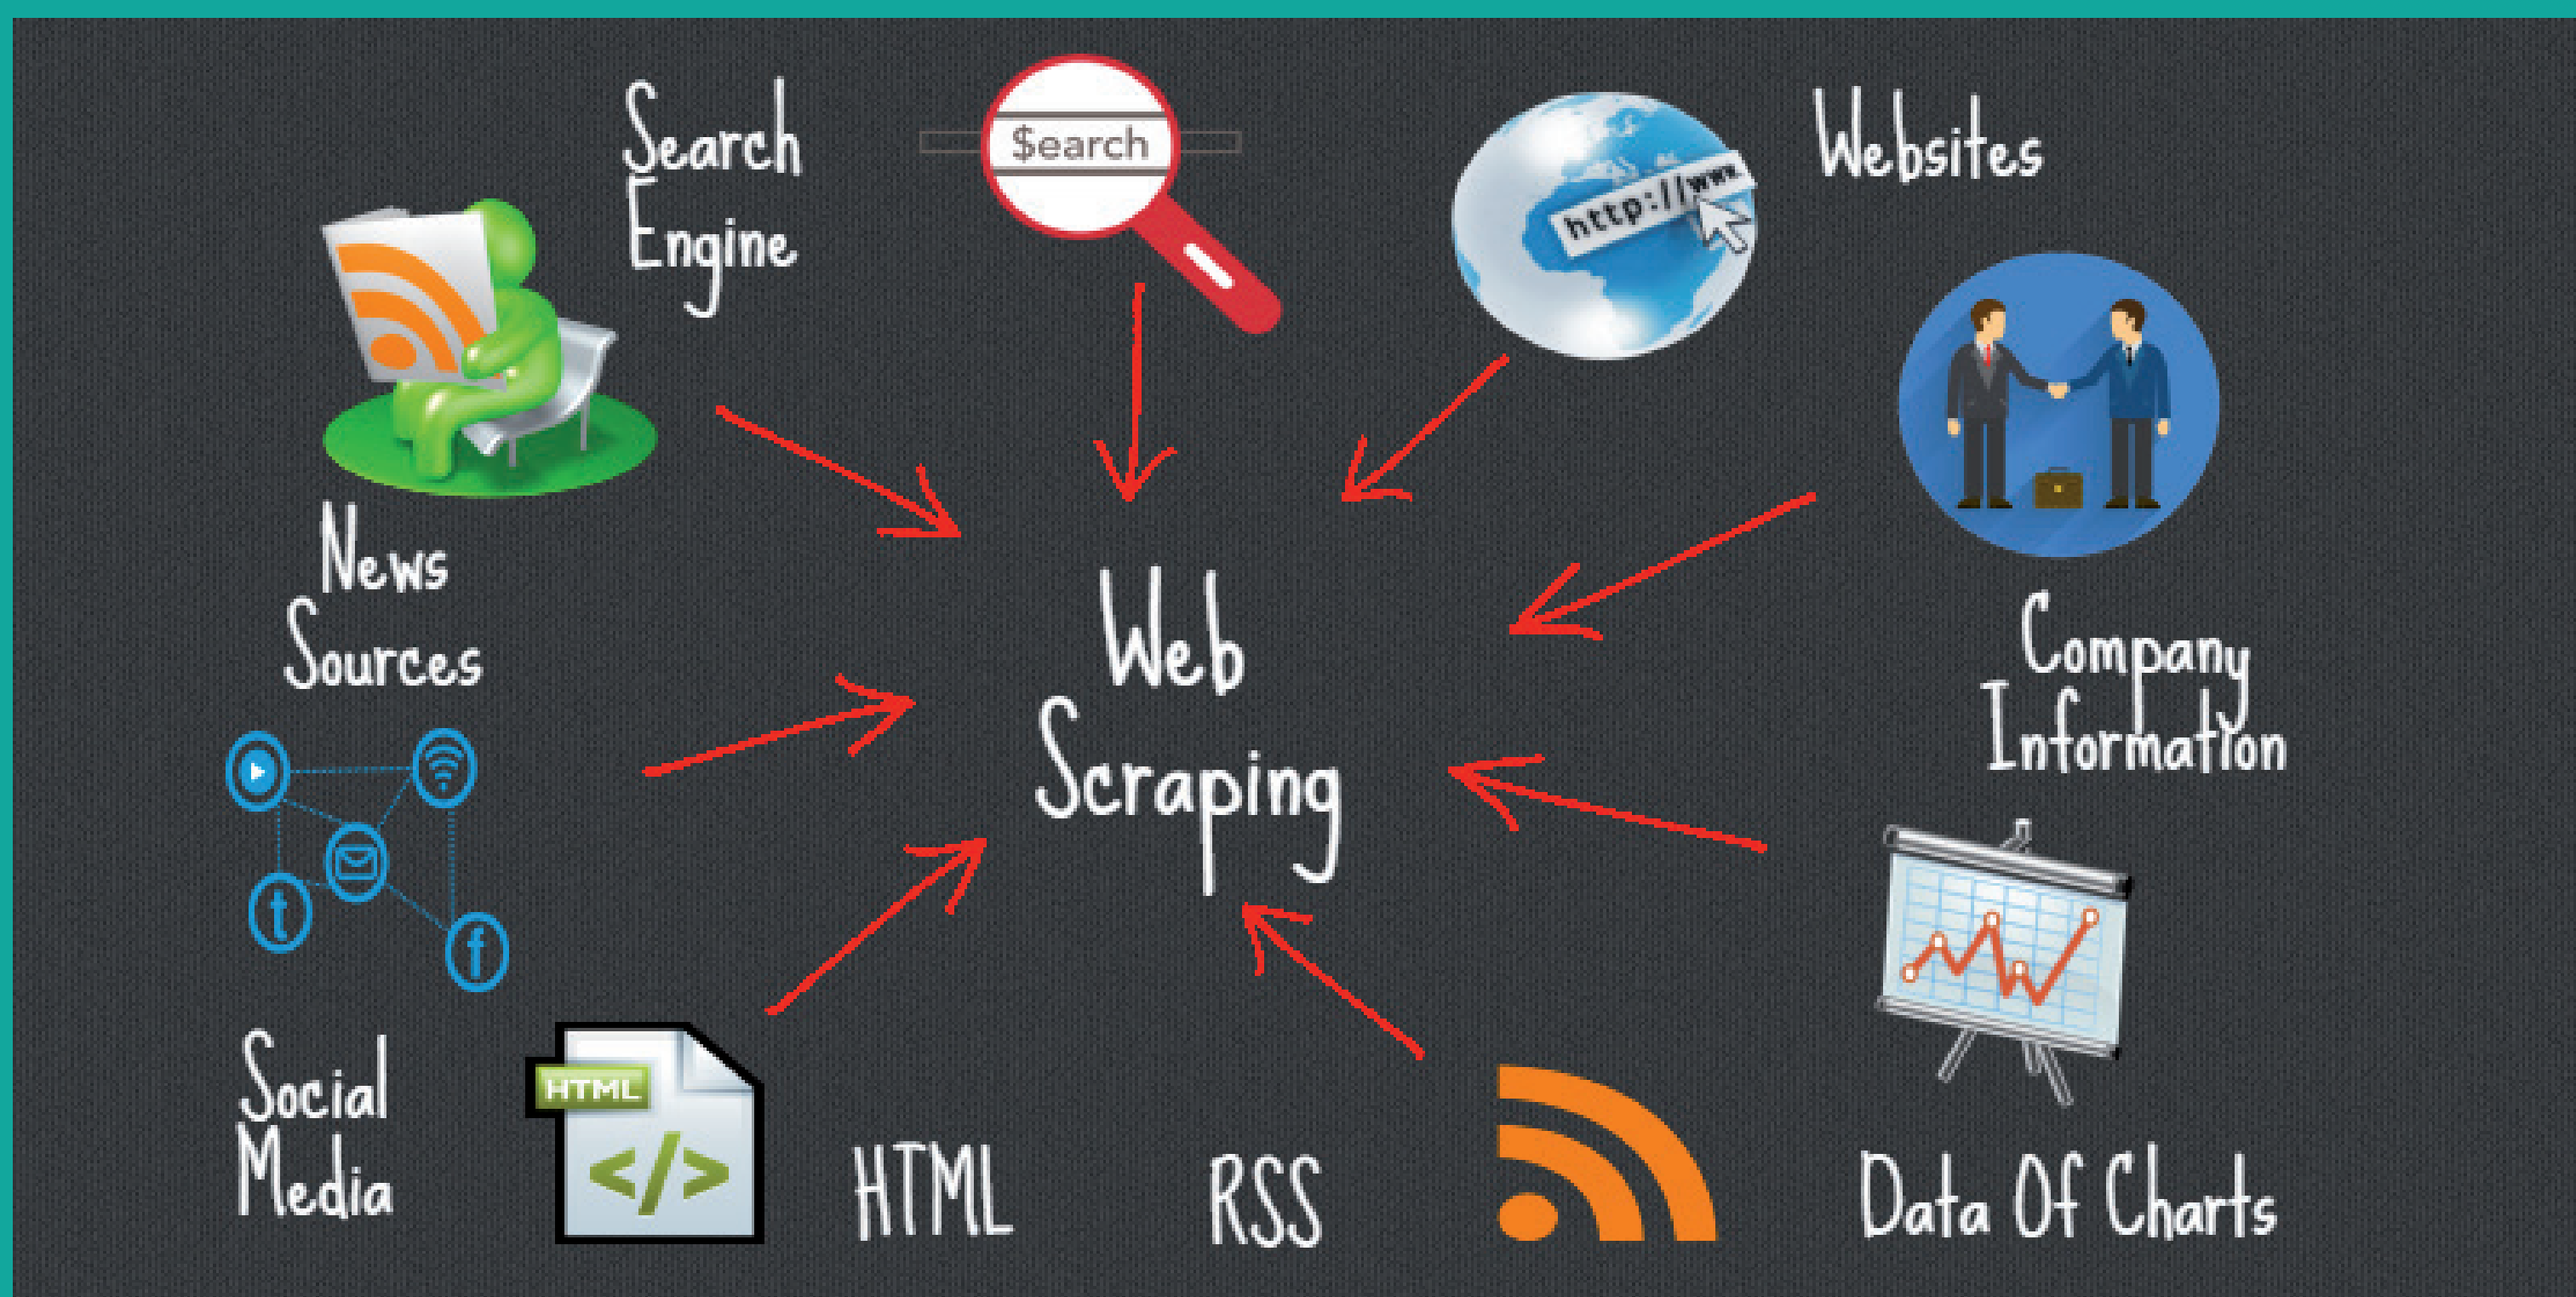 Search
Engine
$earch
http://www.
Websites
News
Sources
Web
Scraping
Company
Information
t
f
Social
Media
HTML
</>
HTML
RSS
Data Of Charts